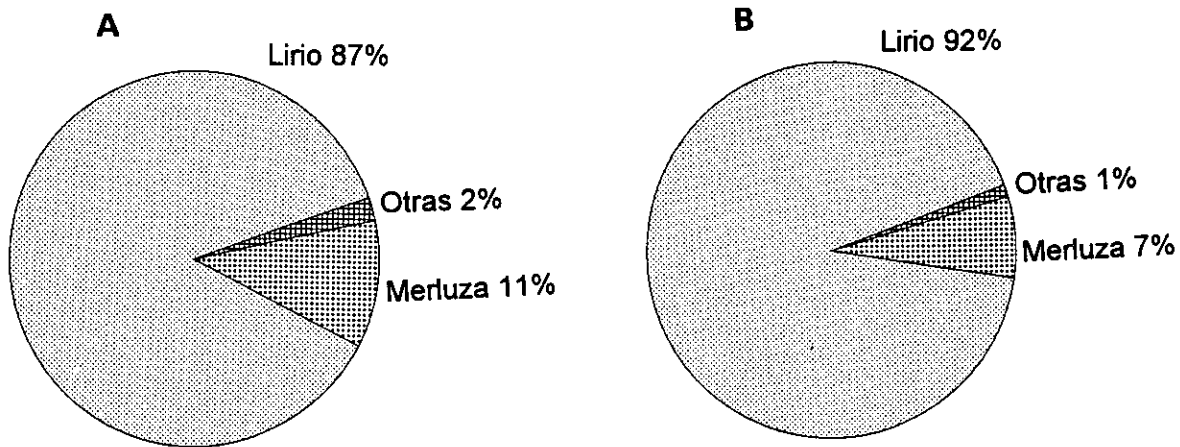 A
Lirio 87%
Otras 2%
Merluza 11%
B
Lirio 92%
Otras 1%
Merluza 7%